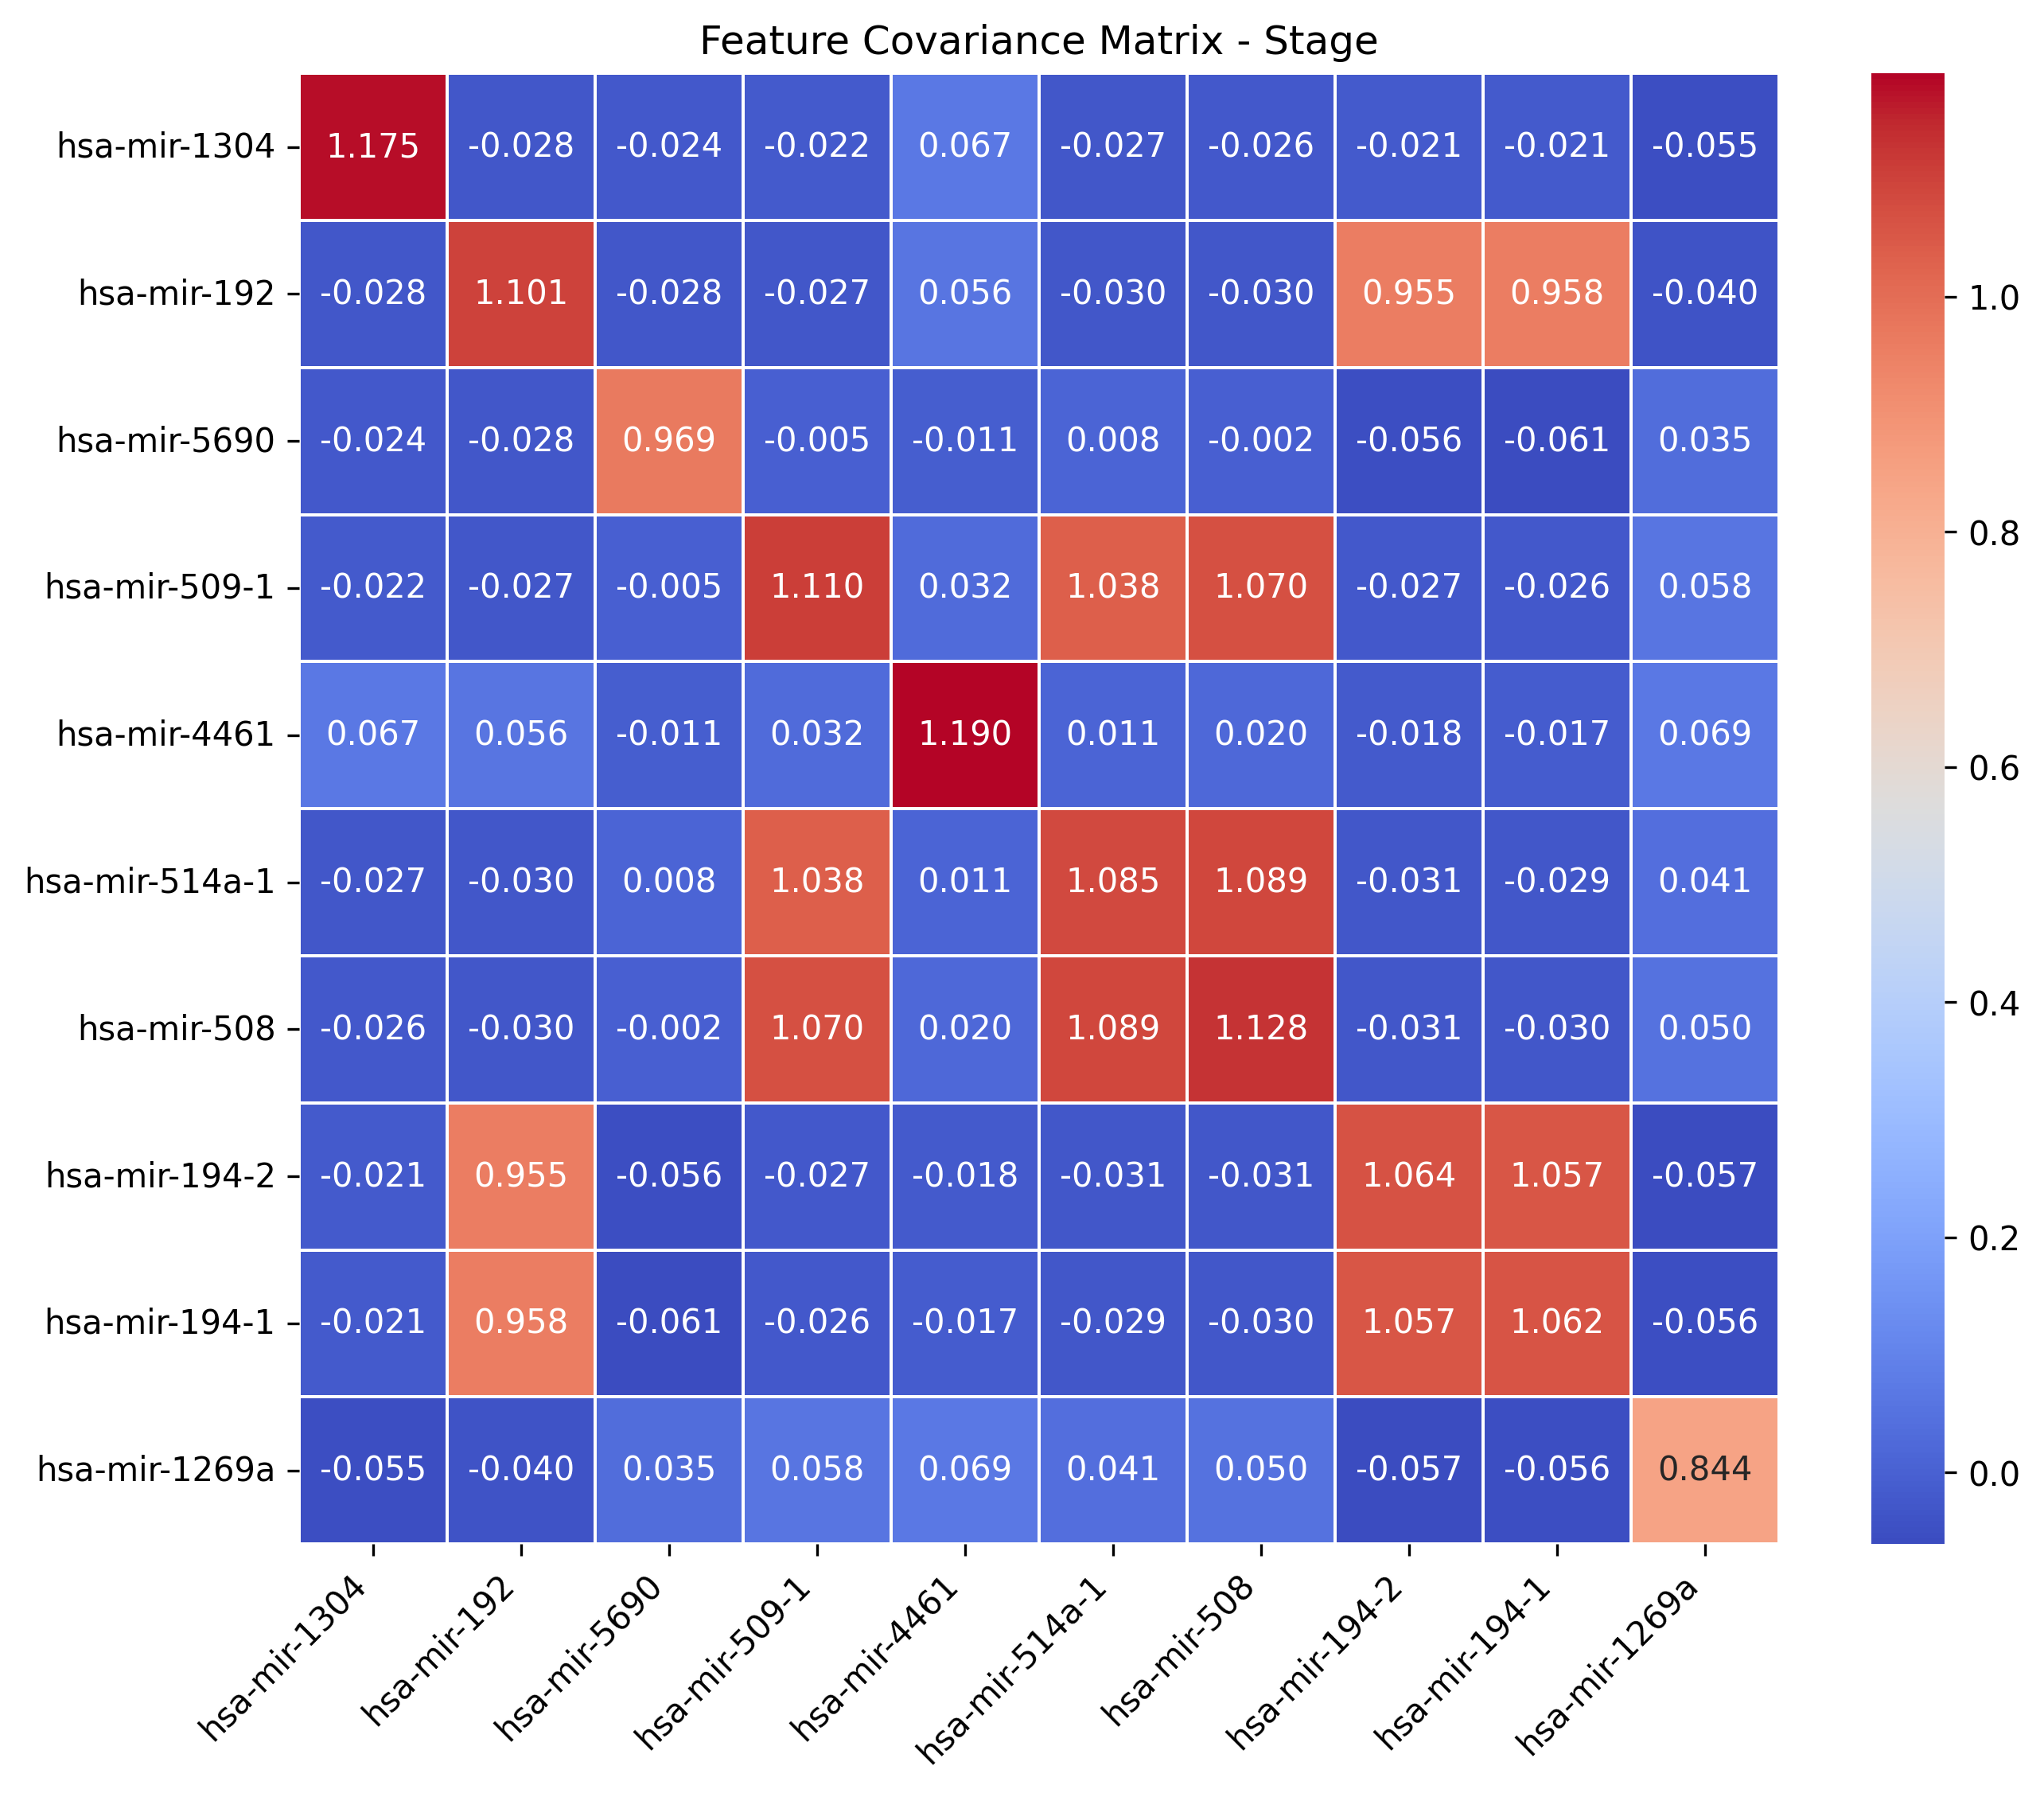 Feature Covariance Matrix - Stage
hsa-mir-1304 1.175 -0.028 -0.024 -0.022 0.067 -0.027 -0.026 -0.021 -0.021 -0.055
hsa-mir-192 -0.028 1.101 -0.028 -0.027 0.056 -0.030 -0.030 0.955 0.958 -0.040
hsa-mir-5690 -0.024 -0.028 0.969 -0.005 -0.011 0.008 -0.002 -0.056 -0.061 0.035
hsa-mir-509-1 -0.022 -0.027 -0.005 1.110 0.032 1.038 1.070 -0.027 -0.026 0.058
hsa-mir-4461 0.067 0.056 -0.011 0.032 1.190 0.011 0.020 -0.018 -0.017 0.069
hsa-mir-514a-1 -0.027 -0.030 0.008 1.038 0.011 1.085 1.089 -0.031 -0.029 0.041
hsa-mir-508 -0.026 -0.030 -0.002 1.070 0.020 1.089 1.128 -0.031 -0.030 0.050
hsa-mir-194-2 -0.021 0.955 -0.056 -0.027 -0.018 -0.031 -0.031 1.064 1.057 -0.057
hsa-mir-194-1 -0.021 0.958 -0.061 -0.026 -0.017 -0.029 -0.030 1.057 1.062 -0.056
hsa-mir-1269a -0.055 -0.040 0.035 0.058 0.069 0.041 0.050 -0.057 -0.056 0.844
hsa-mir-1304
hsa-mir-192
hsa-mir-5690
hsa-mir-509-1
hsa-mir-4461
hsa-mir-514a-1
hsa-mir-508
hsa-mir-194-2
hsa-mir-194-1
hsa-mir-1269a
1.0
0.8
0.6
0.4
0.2
0.0